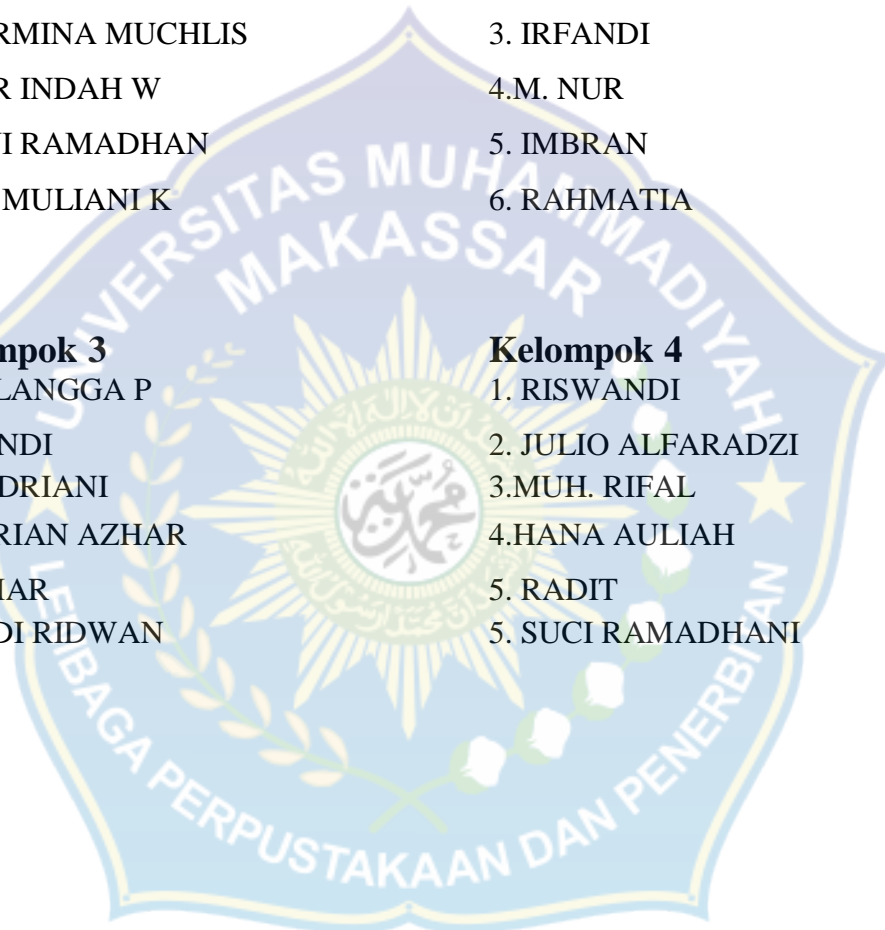 RMINA MUCHLIS
R INDAH W
I RAMADHAN
MULIANI K
3. IRFANDI
4.M. NUR
5. IMBRAN
6. RAHMATIA
mpok 3
LANGGA P
NDI
DRIANI
RIAN AZHAR
HAR
DI RIDWAN
Kelompok 4
1. RISWANDI
2. JULIO ALFARADZI
3.MUH. RIFAL
4.HANA AULIAH
5. RADIT
5. SUCI RAMADHANI
UNIVERSITAS MUHAMMADIYAH
MAKASSAR
LEMBAGA PERPUSTAKAAN DAN PENERBITAN